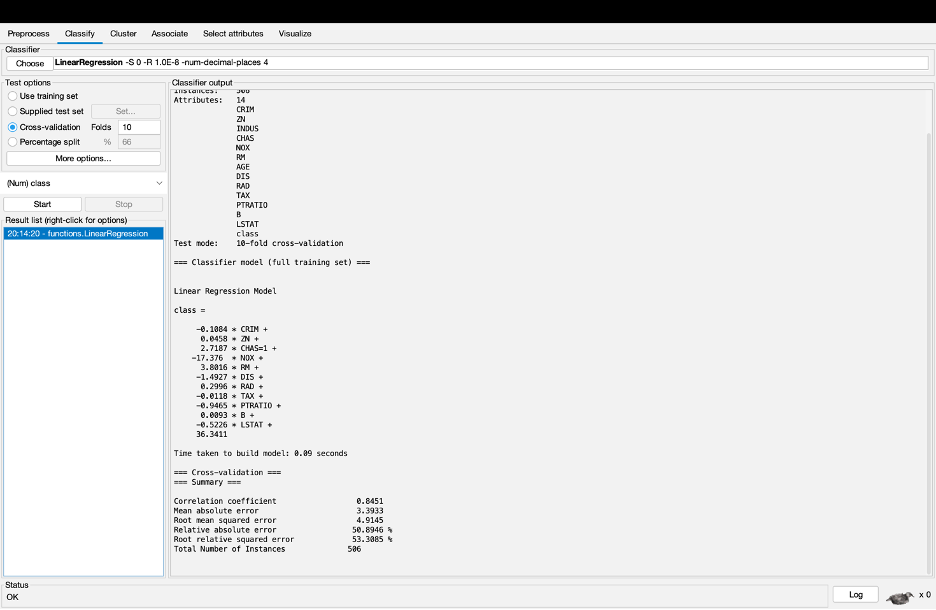 Preprocess Classify Cluster Associate Select attributes Visualize
Classifier
Choose LinearRegression -S 0 -R 1.0E-8 -num-decimal-places 4
Test options
Use training set
Supplied test set Set...
Cross-validation Folds 10
Percentage split % 66
More options...
(Num) class
Start Stop
Result list (right-click for options)
20:14:20 - functions.LinearRegression
Classifier output
Instances: 506
Attributes: 14
CRIM
ZN
INDUS
CHAS
NOX
RM
AGE
DIS
RAD
TAX
PTRATIO
B
LSTAT
class
Test mode: 10-fold cross-validation
=== Classifier model (full training set) ===
Linear Regression Model
class =
-0.1084 * CRIM +
0.0458 * ZN +
2.7187 * CHAS=1 +
-17.376 * NOX +
3.8016 * RM +
-1.4927 * DIS +
0.2996 * RAD +
-0.0118 * TAX +
-0.9465 * PTRATIO +
0.0093 * B +
-0.5226 * LSTAT +
36.3411
Time taken to build model: 0.09 seconds
=== Cross-validation ===
=== Summary ===
Correlation coefficient 0.8451
Mean absolute error 3.3933
Root mean squared error 4.9145
Relative absolute error 50.8946 %
Root relative squared error 53.3085 %
Total Number of Instances 506
Status
OK
Log x 0